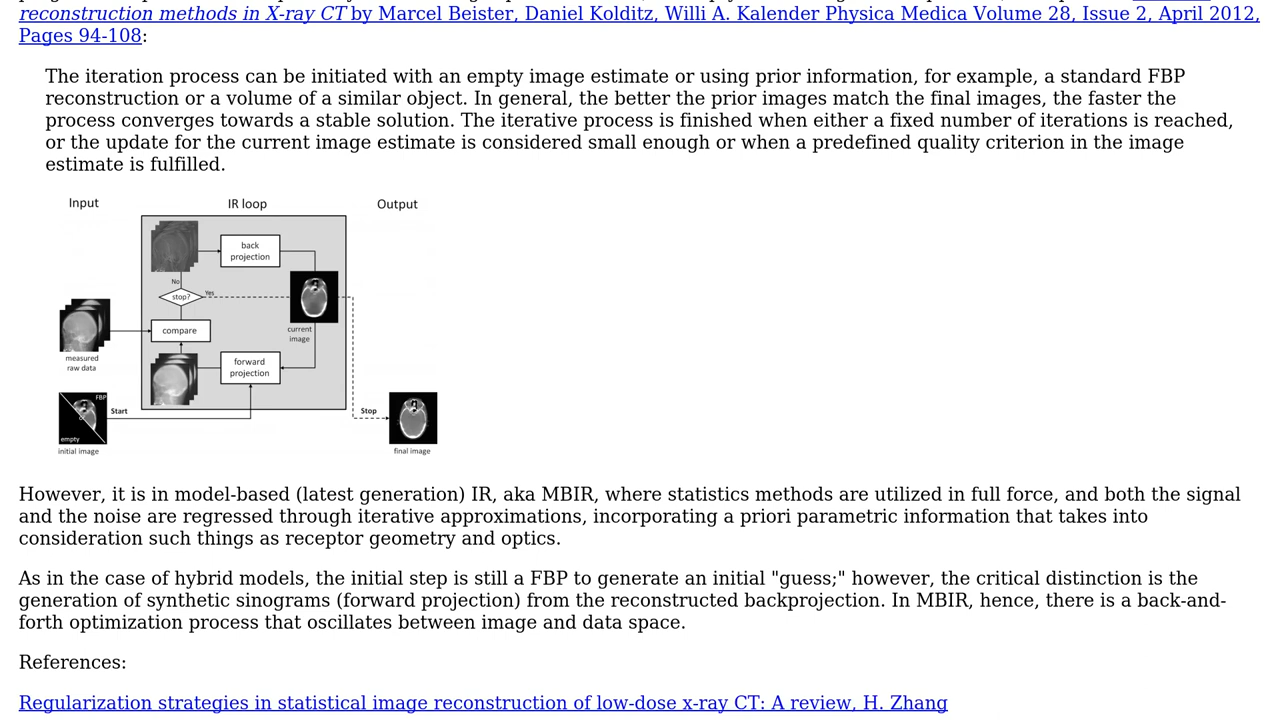 reconstruction methods in X-ray CT by Marcel Beister, Daniel Kolditz, Willi A. Kalender Physica Medica Volume 28, Issue 2, April 2012,
Pages 94-108:
The iteration process can be initiated with an empty image estimate or using prior information, for example, a standard FBP
reconstruction or a volume of a similar object. In general, the better the prior images match the final images, the faster the
process converges towards a stable solution. The iterative process is finished when either a fixed number of iterations is reached,
or the update for the current image estimate is considered small enough or when a predefined quality criterion in the image
estimate is fulfilled.
Input
IR loop
Output
back
projection
No
stop?
Yes
compare
current
image
measured
raw data
forward
projection
FBP
or
empty
Start
Stop
initial image
final image
However, it is in model-based (latest generation) IR, aka MBIR, where statistics methods are utilized in full force, and both the signal
and the noise are regressed through iterative approximations, incorporating a priori parametric information that takes into
consideration such things as receptor geometry and optics.
As in the case of hybrid models, the initial step is still a FBP to generate an initial "guess;" however, the critical distinction is the
generation of synthetic sinograms (forward projection) from the reconstructed backprojection. In MBIR, hence, there is a back-and-
forth optimization process that oscillates between image and data space.
References:
Regularization strategies in statistical image reconstruction of low-dose x-ray CT: A review, H. Zhang